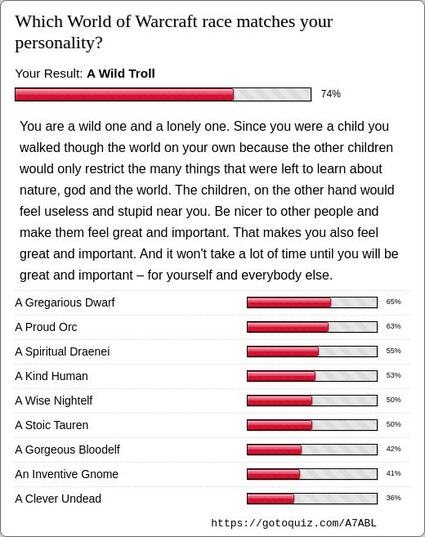 Which World of Warcraft race matches your
personality?
Your Result: A Wild Troll
74%
You are a wild one and a lonely one. Since you were a child you
walked though the world on your own because the other children
would only restrict the many things that were left to learn about
nature, god and the world. The children, on the other hand would
feel useless and stupid near you. Be nicer to other people and
make them feel great and important. That makes you also feel
great and important. And it won't take a lot of time until you will be
great and important – for yourself and everybody else.
A Gregarious Dwarf 65%
A Proud Orc 63%
A Spiritual Draenei 55%
A Kind Human 53%
A Wise Nightelf 50%
A Stoic Tauren 50%
A Gorgeous Bloodelf 42%
An Inventive Gnome 41%
A Clever Undead 36%
https://gotoquiz.com/A7ABL